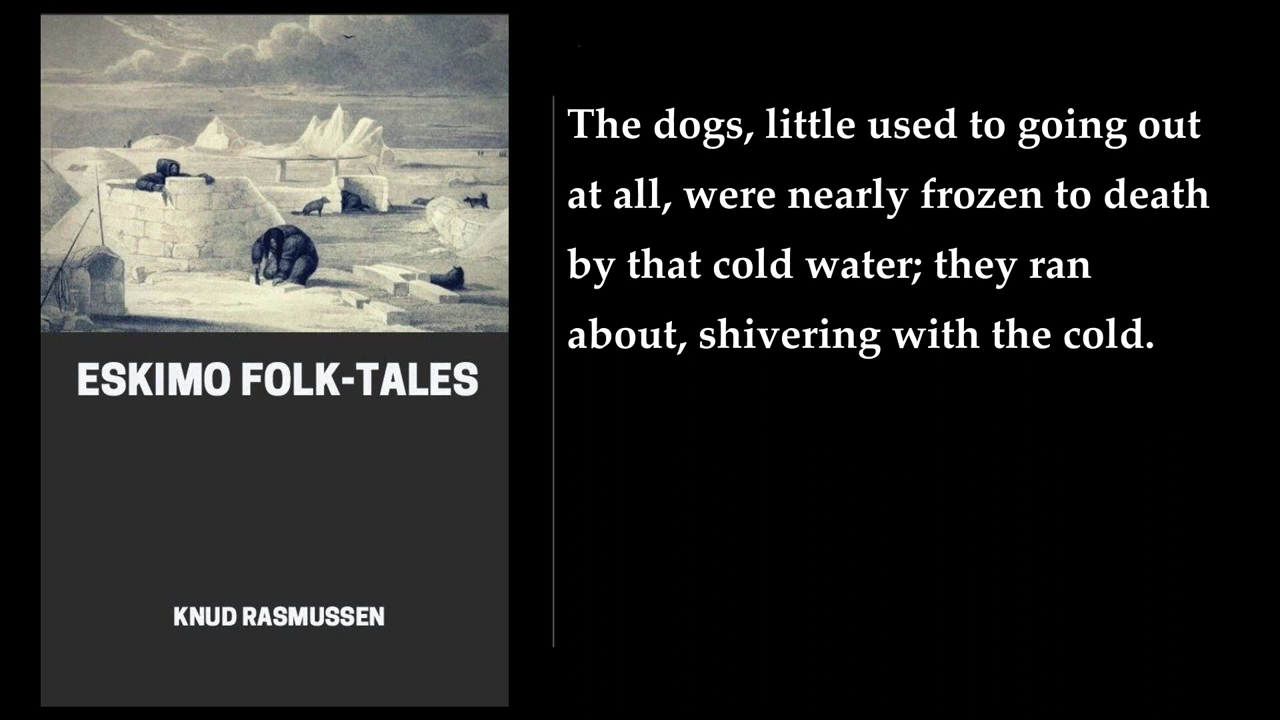 ESKIMO FOLK-TALES
KNUD RASMUSSEN
The dogs, little used to going out
at all, were nearly frozen to death
by that cold water; they ran
about, shivering with the cold.